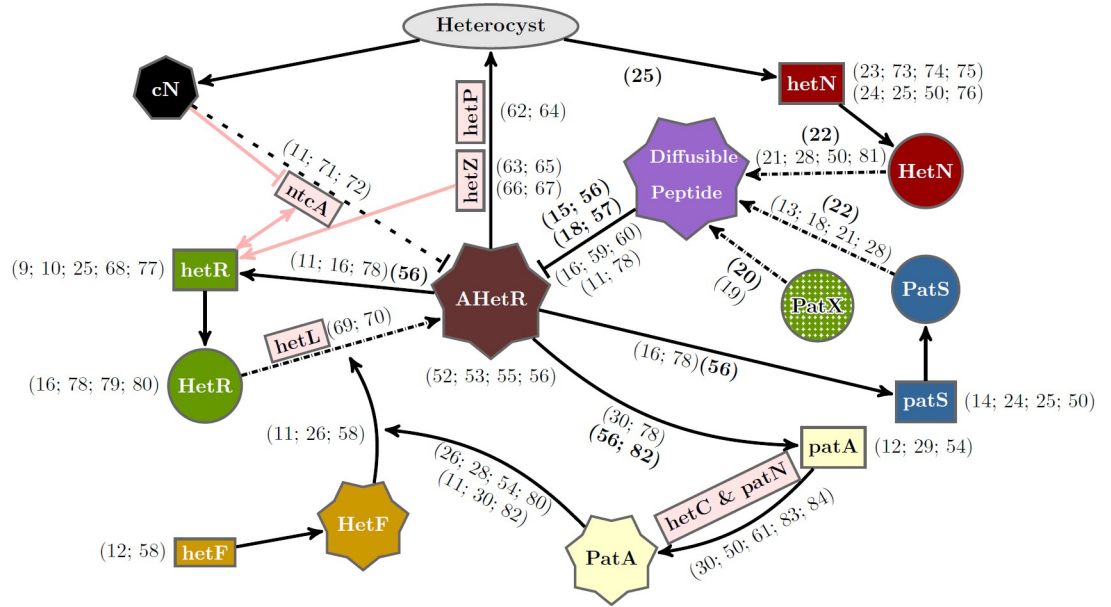 Heterocyst
cN
(25)
hetN
(23; 73; 74; 75)
(24; 25; 50; 76)
hetP
(62; 64)
(22)
(21; 28; 50; 81)
HetN
Diffusible
Peptide
(11; 71; 72)
hetZ
(63; 65)
(66; 67)
ntcA
(15; 56)
(18; 57)
(16; 59; 60)
(11; 78)
(22)
(13; 18; 21; 28)
(9; 10; 25; 68; 77)
hetR
(11; 16; 78)(56)
AHetR
(20)
(19)
PatX
PatS
hetL
(69; 70)
(16; 78; 79; 80)
HetR
(52; 53; 55; 56)
(16; 78)(56)
patS
(14; 24; 25; 50)
(11; 26; 58)
(30; 78)
(56; 82)
patA
(12; 29; 54)
(26; 28; 54; 80)
(11; 30; 82)
hetC & patN
(30; 50; 61; 83; 84)
HetF
(12; 58)
hetF
PatA